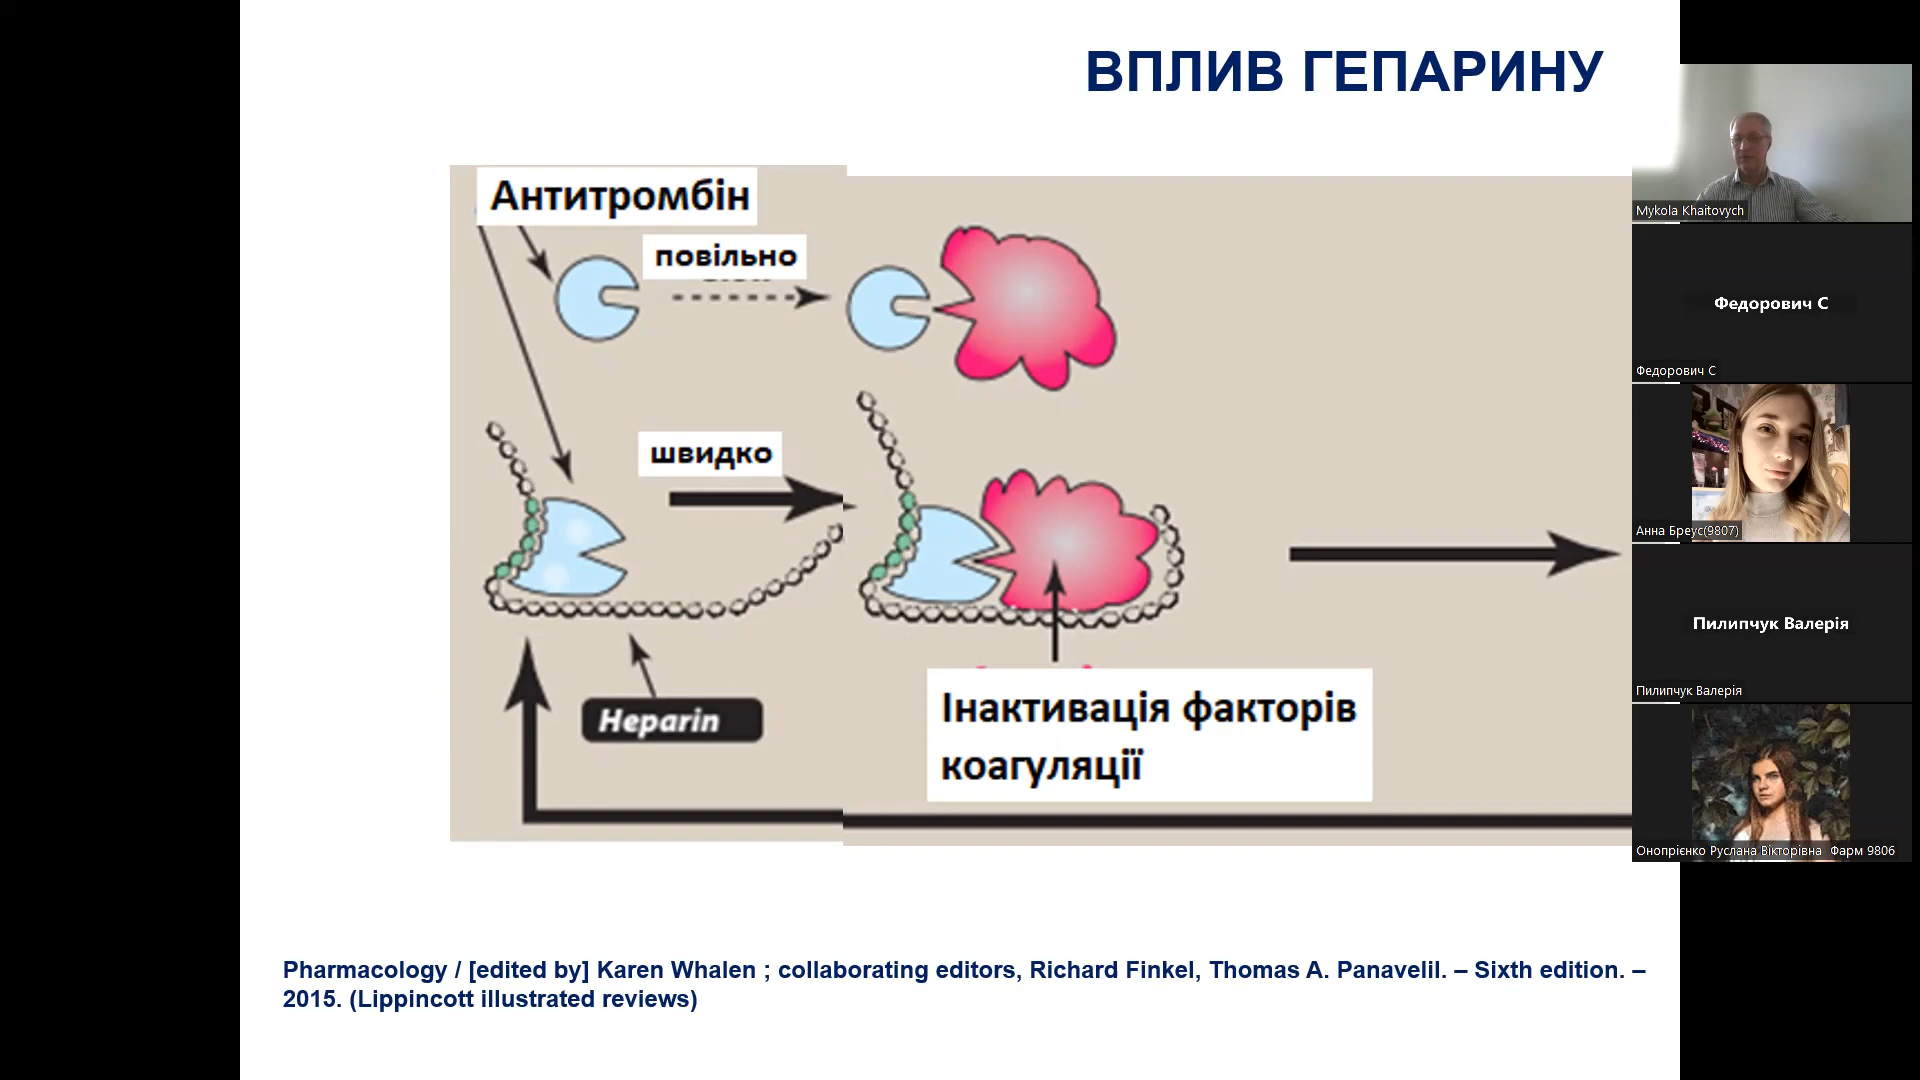 ВПЛИВ ГЕПАРИНУ
Антитромбін
повільно
швидко
Heparin
Інактивація факторів
коагуляції
Pharmacology / [edited by] Karen Whalen ; collaborating editors, Richard Finkel, Thomas A. Panavelil. – Sixth edition. –
2015. (Lippincott illustrated reviews)
Mykola Khaitovych
Федорович С
Федорович С
Анна Бреус(9807)
Пилипчук Валерія
Пилипчук Валерія
Онопрієнко Руслана Вікторівна Фарм 9806